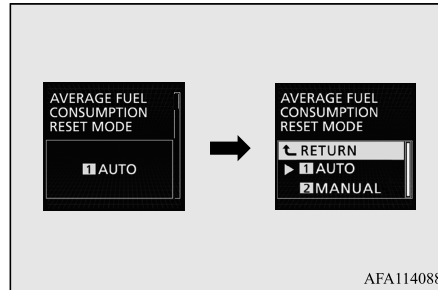 AVERAGE FUEL
CONSUMPTION
RESET MODE
1 AUTO
AVERAGE FUEL
CONSUMPTION
RESET MODE
RETURN
1 AUTO
2 MANUAL
AFA114088